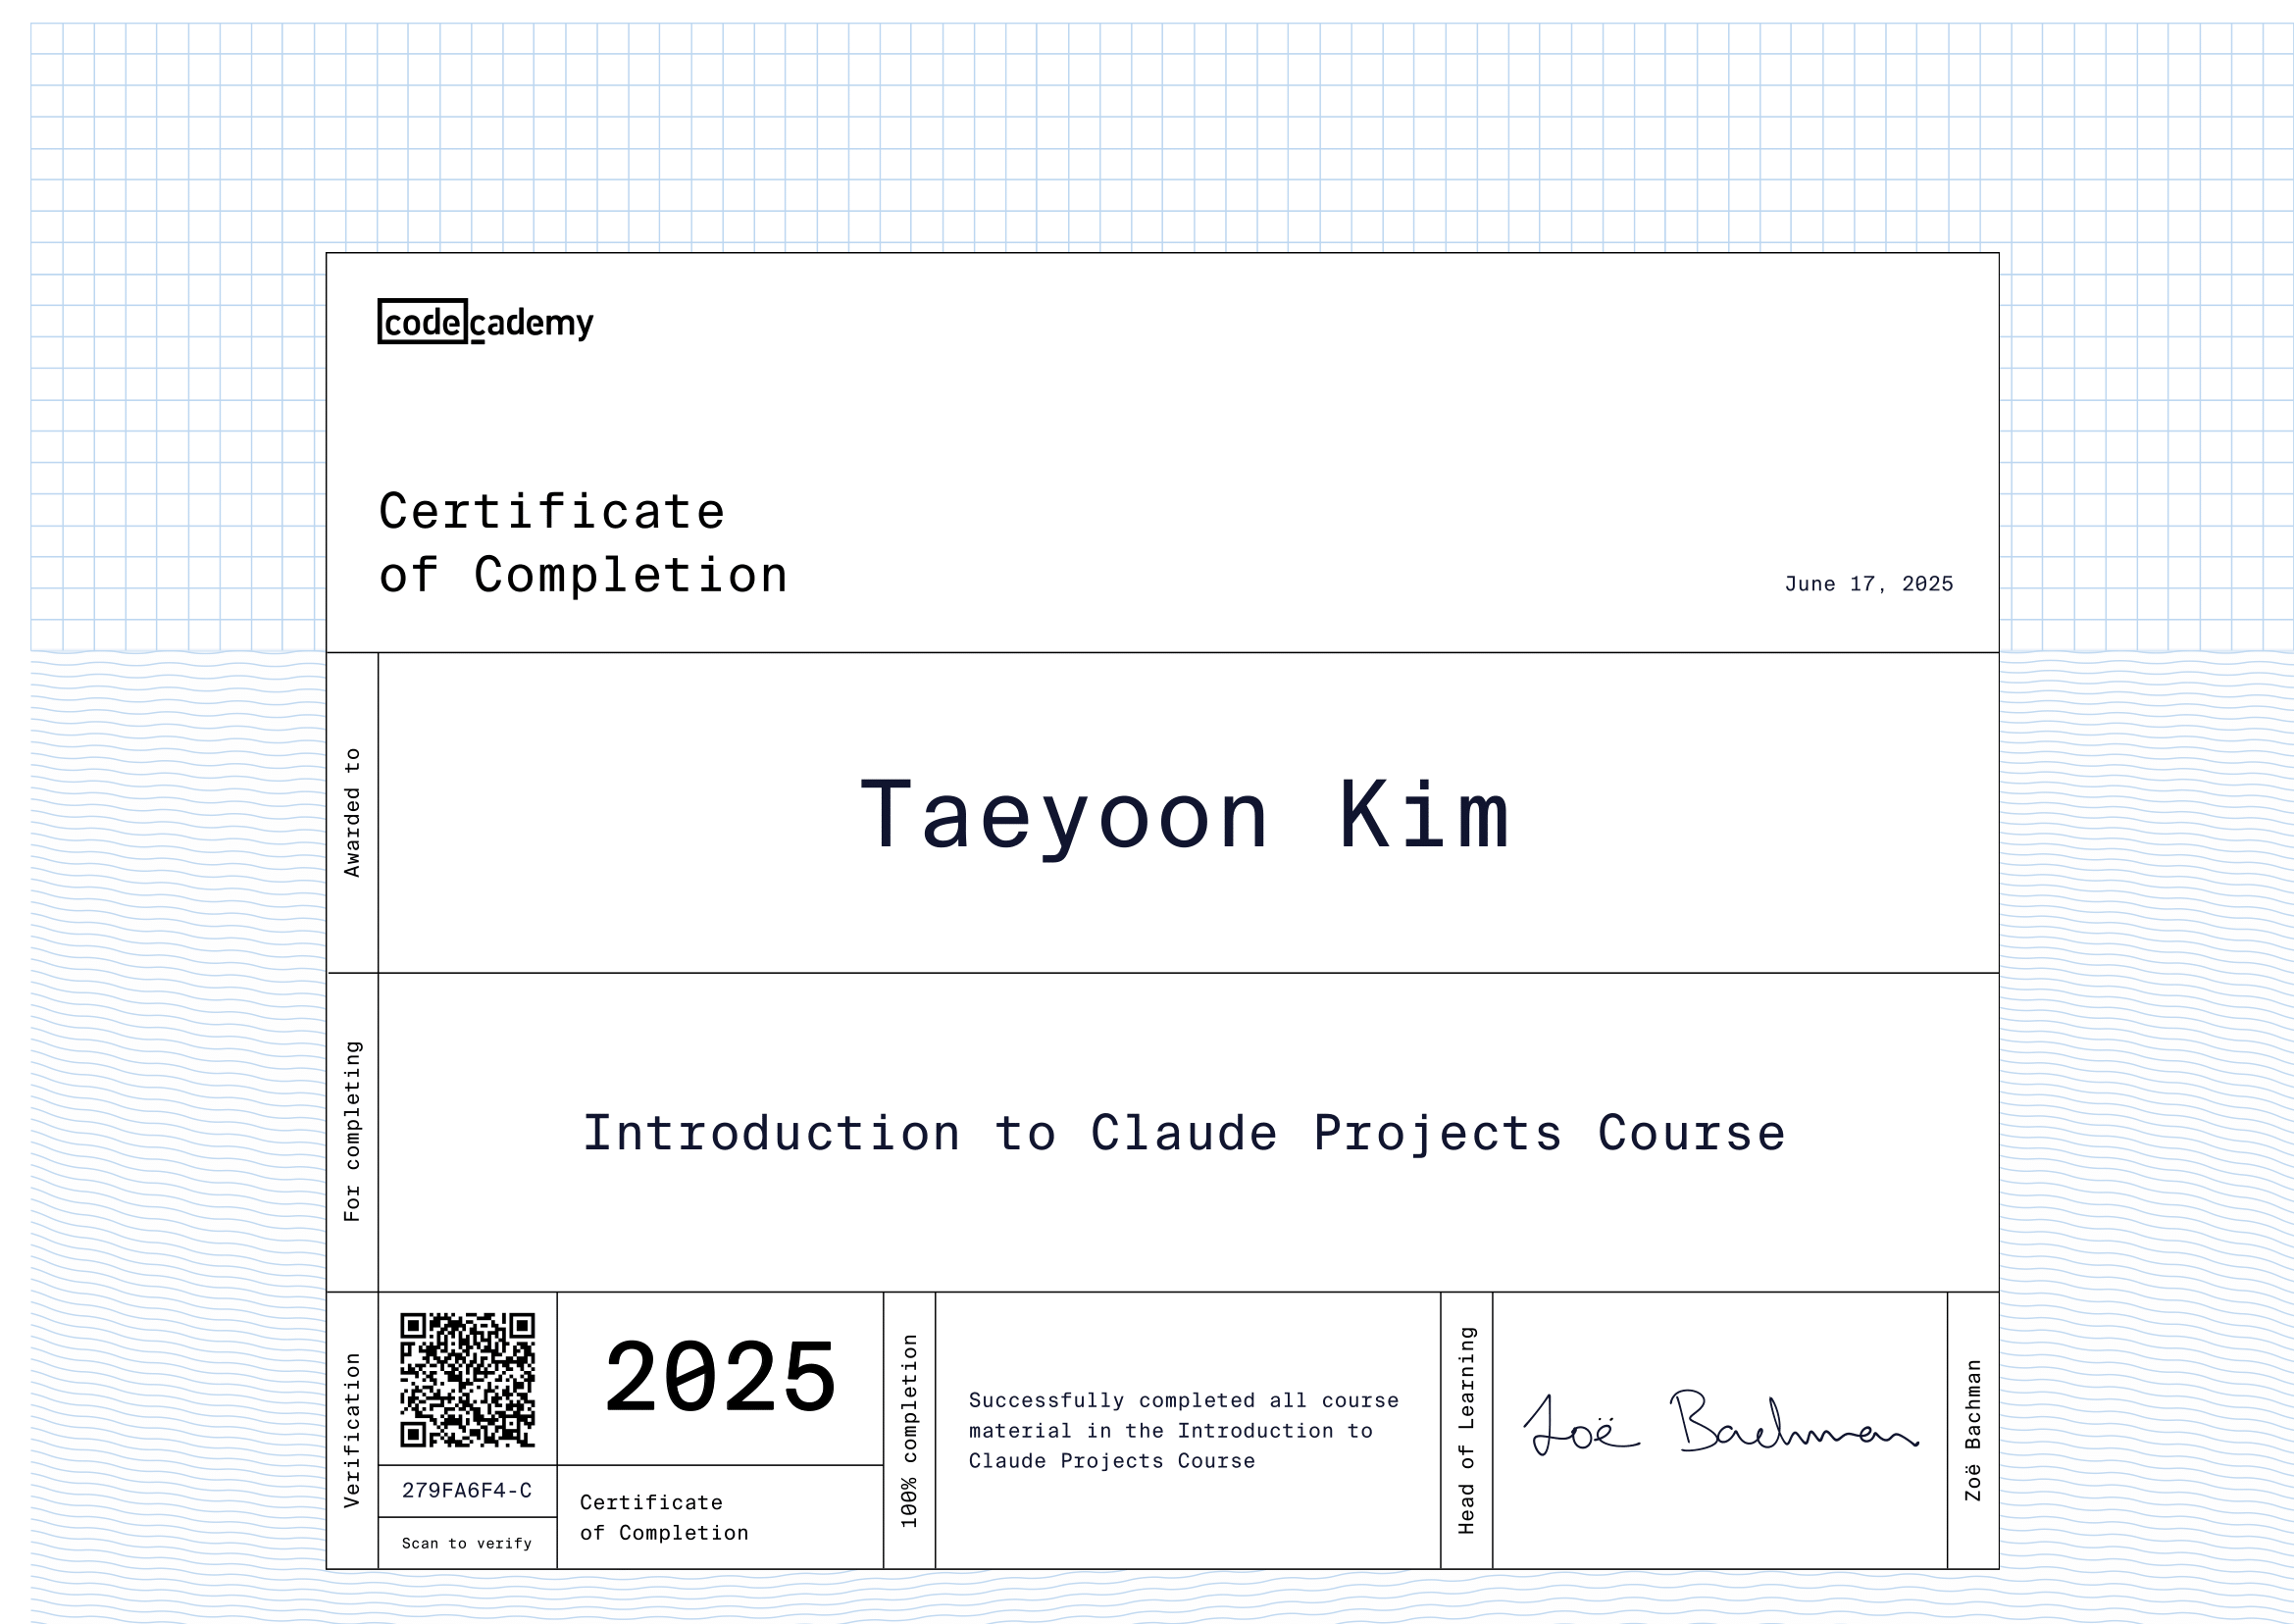 codecademy
Certificate
of Completion
June 17, 2025
Awarded to
Taeyoon Kim
For completing
Introduction to Claude Projects Course
Verification
279FA6F4-C
Scan to verify
2025
Certificate
of Completion
100% completion
Successfully completed all course
material in the Introduction to
Claude Projects Course
Head of Learning
Zoë Bachman
Zoë Bachman